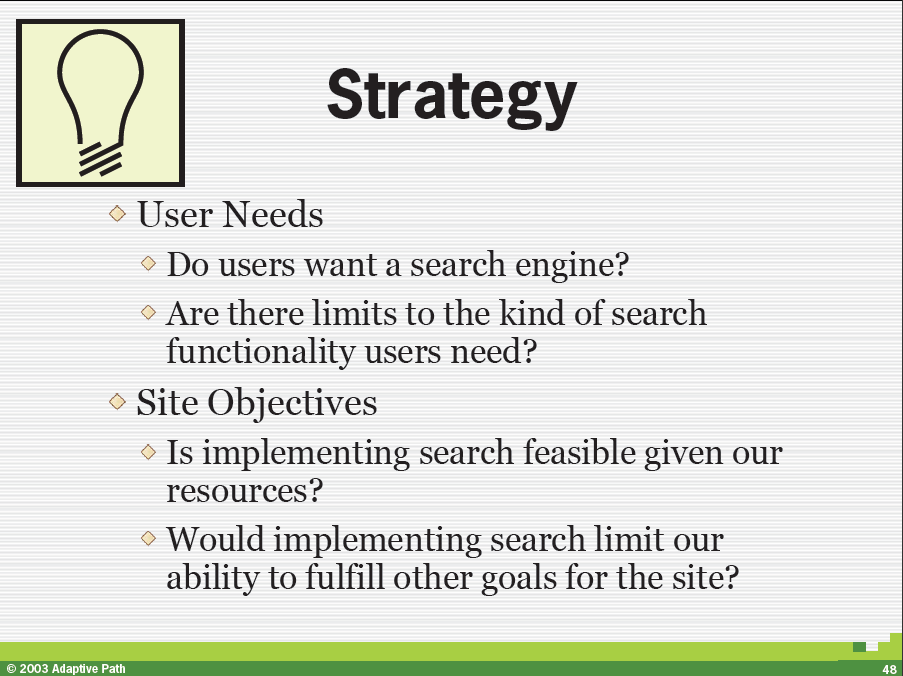 Strategy
User Needs
Do users want a search engine?
Are there limits to the kind of search
functionality users need?
Site Objectives
Is implementing search feasible given our
resources?
Would implementing search limit our
ability to fulfill other goals for the site?
© 2003 Adaptive Path
48